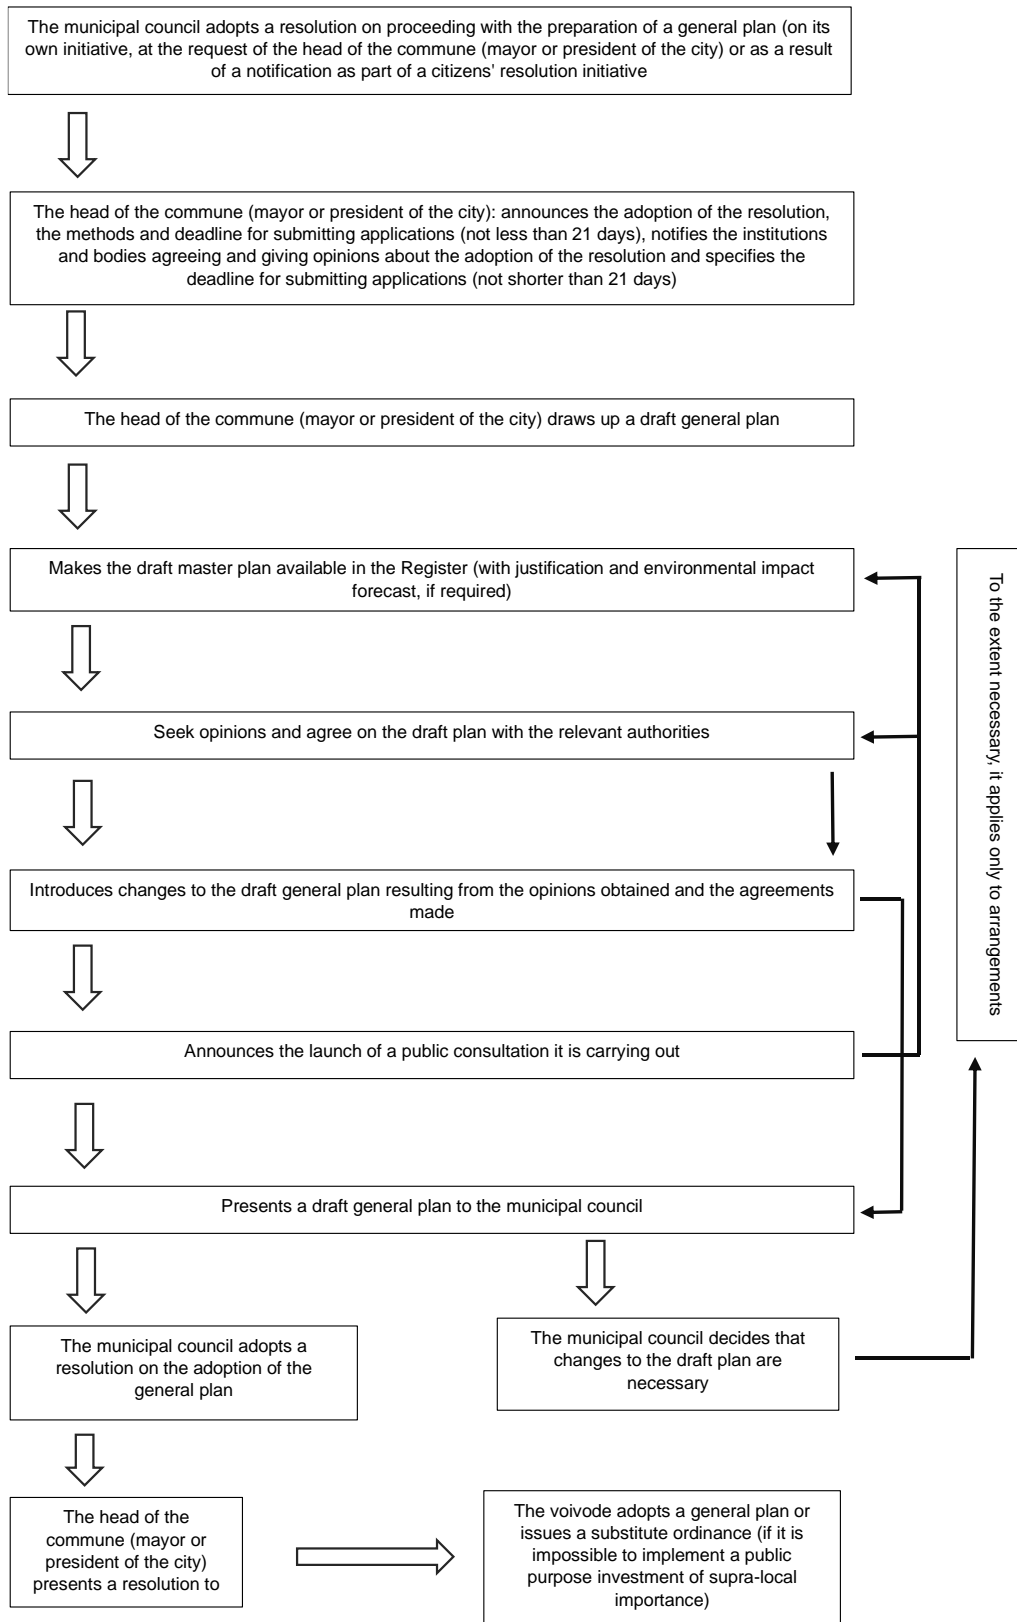 The municipal council adopts a resolution on proceeding with the preparation of a general plan (on its
own initiative, at the request of the head of the commune (mayor or president of the city) or as a result
of a notification as part of a citizens' resolution initiative
The head of the commune (mayor or president of the city): announces the adoption of the resolution,
the methods and deadline for submitting applications (not less than 21 days), notifies the institutions
and bodies agreeing and giving opinions about the adoption of the resolution and specifies the
deadline for submitting applications (not shorter than 21 days)
The head of the commune (mayor or president of the city) draws up a draft general plan
Makes the draft master plan available in the Register (with justification and environmental impact
forecast, if required)
To the extent necessary, it applies only to arrangements
Seek opinions and agree on the draft plan with the relevant authorities
Introduces changes to the draft general plan resulting from the opinions obtained and the agreements
made
Announces the launch of a public consultation it is carrying out
Presents a draft general plan to the municipal council
The municipal council adopts a
resolution on the adoption of the
general plan
The municipal council decides that
changes to the draft plan are
necessary
The head of the
commune (mayor or
president of the city)
presents a resolution to
The voivode adopts a general plan or
issues a substitute ordinance (if it is
impossible to implement a public
purpose investment of supra-local
importance)